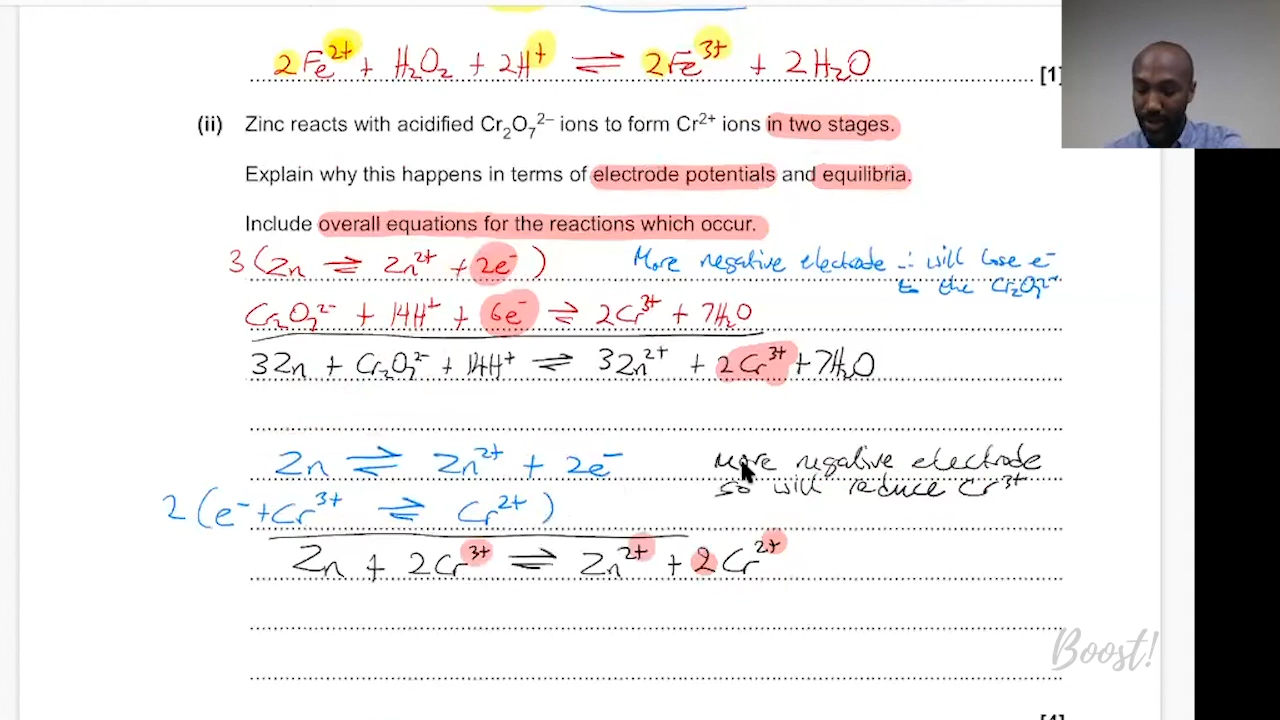 2Fe²⁺ + H₂O₂ + 2H⁺ ⇌ 2Fe³⁺ + 2H₂O
[1]
(ii) Zinc reacts with acidified Cr₂O₇²⁻ ions to form Cr²⁺ ions in two stages.
Explain why this happens in terms of electrode potentials and equilibria.
Include overall equations for the reactions which occur.
3(Zn ⇌ Zn²⁺ + 2e⁻) More negative electrode ∴ will lose e⁻
to the Cr₂O₇²⁻
Cr₂O₇²⁻ + 14H⁺ + 6e⁻ ⇌ 2Cr³⁺ + 7H₂O
3Zn + Cr₂O₇²⁻ + 14H⁺ ⇌ 3Zn²⁺ + 2Cr³⁺ + 7H₂O
Zn ⇌ Zn²⁺ + 2e⁻ More negative electrode
so will reduce Cr³⁺
2(e⁻ + Cr³⁺ ⇌ Cr²⁺)
Zn + 2Cr³⁺ ⇌ Zn²⁺ + 2Cr²⁺
Boost!
[4]